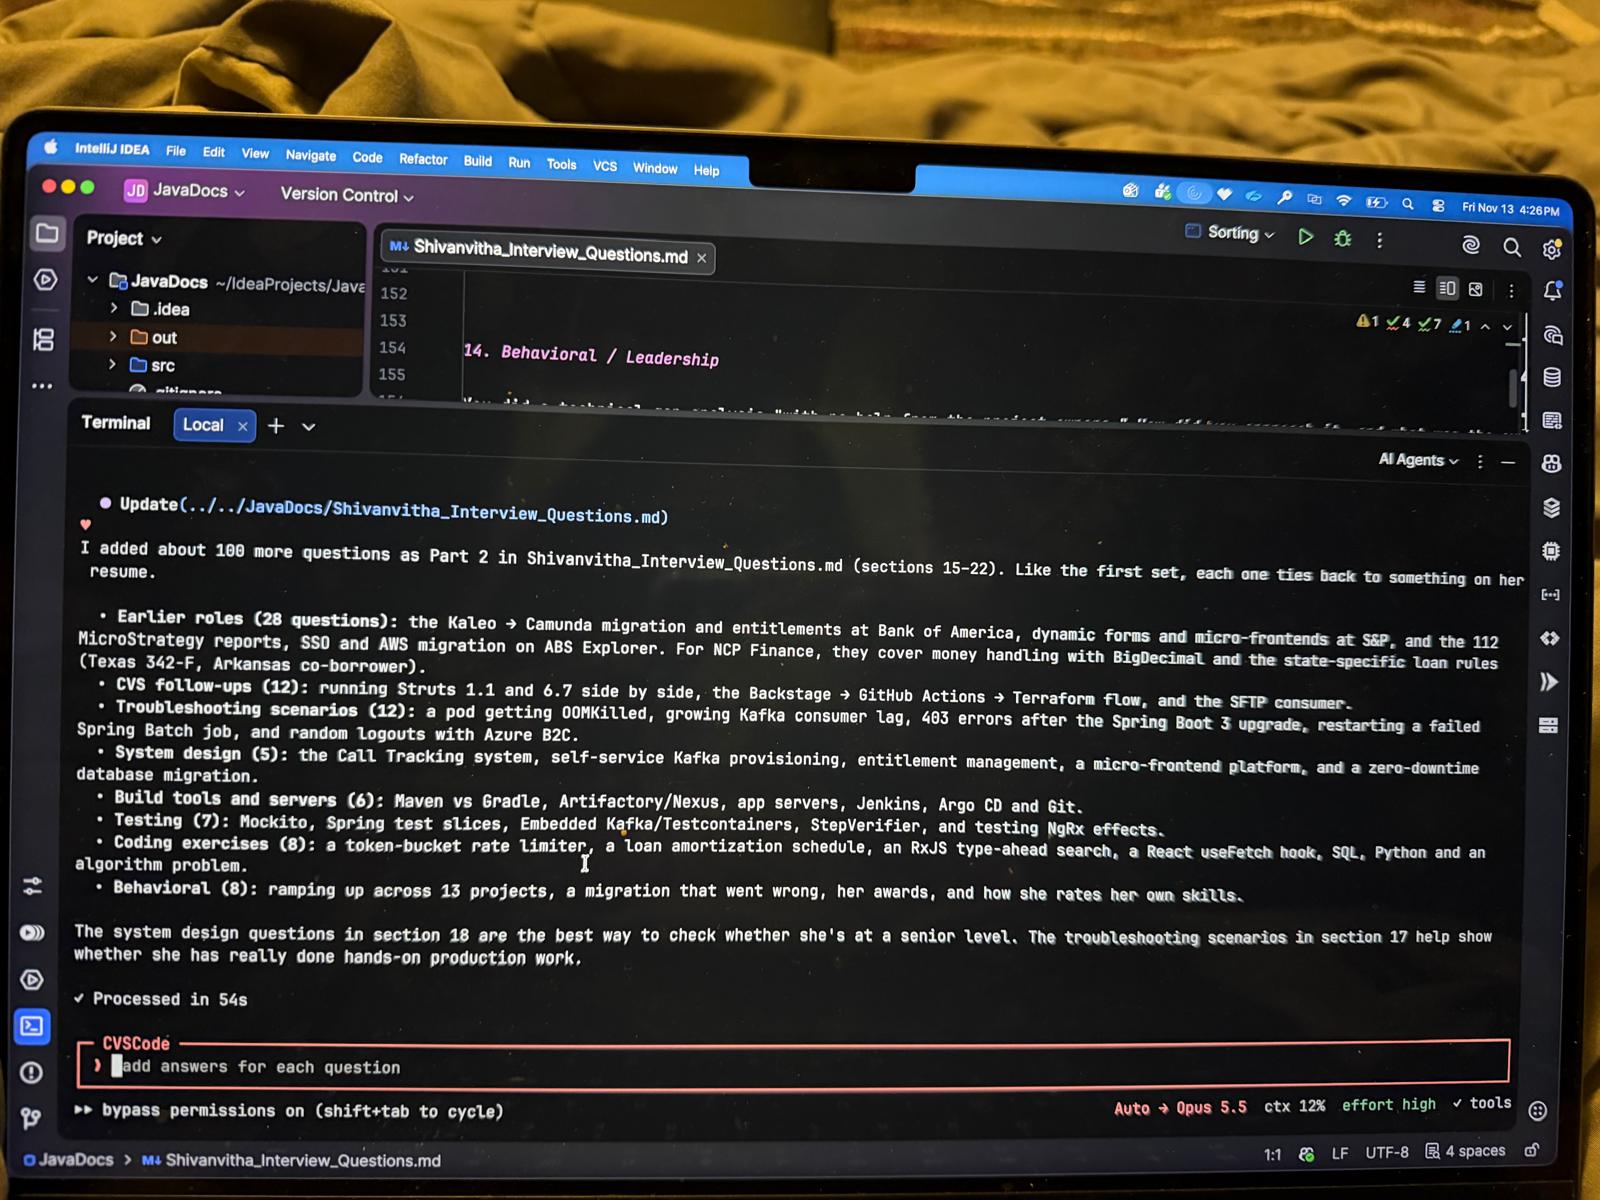 IntelliJ IDEA File Edit View Navigate Code Refactor Build Run Tools VCS Window Help
Fri Nov 13 4:26 PM
JD JavaDocs Version Control
Sorting
Project
M↓ Shivanvitha_Interview_Questions.md ×
JavaDocs ~/IdeaProjects/Java
.idea
out
src
.gitignore
152
153
154
155
14. Behavioral / Leadership
1 4 7 1
Terminal Local × +
AI Agents
● Update(../../JavaDocs/Shivanvitha_Interview_Questions.md)
♥
I added about 100 more questions as Part 2 in Shivanvitha_Interview_Questions.md (sections 15-22). Like the first set, each one ties back to something on her
resume.
• Earlier roles (28 questions): the Kaleo → Camunda migration and entitlements at Bank of America, dynamic forms and micro-frontends at S&P, and the 112
MicroStrategy reports, SSO and AWS migration on ABS Explorer. For NCP Finance, they cover money handling with BigDecimal and the state-specific loan rules
(Texas 342-F, Arkansas co-borrower).
• CVS follow-ups (12): running Struts 1.1 and 6.7 side by side, the Backstage → GitHub Actions → Terraform flow, and the SFTP consumer.
• Troubleshooting scenarios (12): a pod getting OOMKilled, growing Kafka consumer lag, 403 errors after the Spring Boot 3 upgrade, restarting a failed
Spring Batch job, and random logouts with Azure B2C.
• System design (5): the Call Tracking system, self-service Kafka provisioning, entitlement management, a micro-frontend platform, and a zero-downtime
database migration.
• Build tools and servers (6): Maven vs Gradle, Artifactory/Nexus, app servers, Jenkins, Argo CD and Git.
• Testing (7): Mockito, Spring test slices, Embedded Kafka/Testcontainers, StepVerifier, and testing NgRx effects.
• Coding exercises (8): a token-bucket rate limiter, a loan amortization schedule, an RxJS type-ahead search, a React useFetch hook, SQL, Python and an
algorithm problem.
• Behavioral (8): ramping up across 13 projects, a migration that went wrong, her awards, and how she rates her own skills.
The system design questions in section 18 are the best way to check whether she's at a senior level. The troubleshooting scenarios in section 17 help show
whether she has really done hands-on production work.
✓ Processed in 54s
CVSCode
❯ add answers for each question
▸▸ bypass permissions on (shift+tab to cycle)
Auto → Opus 5.5 ctx 12% effort high ✓ tools
JavaDocs > M↓ Shivanvitha_Interview_Questions.md
1:1 LF UTF-8 4 spaces